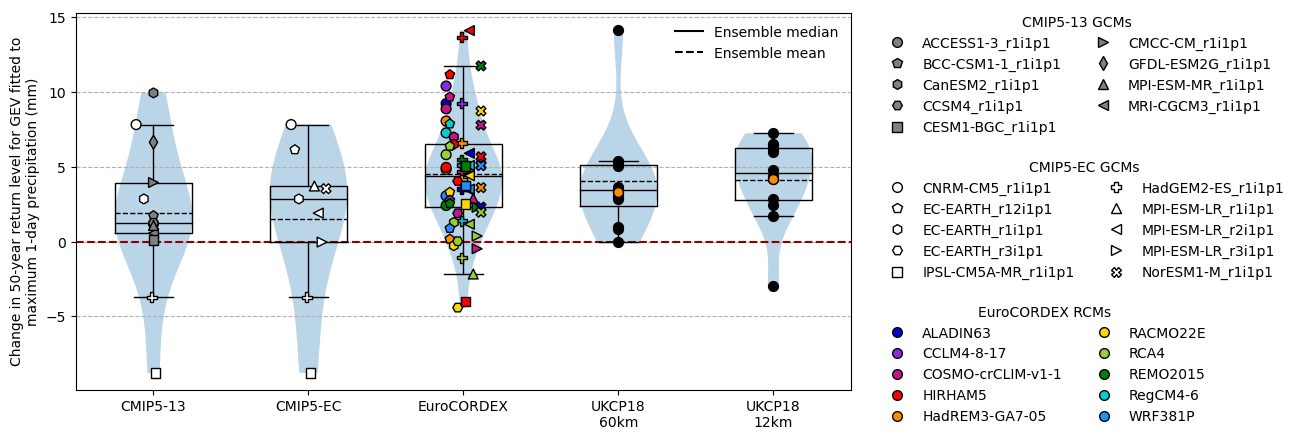 Change in 50-year return level for GEV fitted to
maximum 1-day precipitation (mm)
15
10
5
0
−5
Ensemble median
Ensemble mean
CMIP5-13
CMIP5-EC
EuroCORDEX
UKCP18
60km
UKCP18
12km
CMIP5-13 GCMs
ACCESS1-3_r1i1p1
BCC-CSM1-1_r1i1p1
CanESM2_r1i1p1
CCSM4_r1i1p1
CESM1-BGC_r1i1p1
CMCC-CM_r1i1p1
GFDL-ESM2G_r1i1p1
MPI-ESM-MR_r1i1p1
MRI-CGCM3_r1i1p1
CMIP5-EC GCMs
CNRM-CM5_r1i1p1
EC-EARTH_r12i1p1
EC-EARTH_r1i1p1
EC-EARTH_r3i1p1
IPSL-CM5A-MR_r1i1p1
HadGEM2-ES_r1i1p1
MPI-ESM-LR_r1i1p1
MPI-ESM-LR_r2i1p1
MPI-ESM-LR_r3i1p1
NorESM1-M_r1i1p1
EuroCORDEX RCMs
ALADIN63
CCLM4-8-17
COSMO-crCLIM-v1-1
HIRHAM5
HadREM3-GA7-05
RACMO22E
RCA4
REMO2015
RegCM4-6
WRF381P